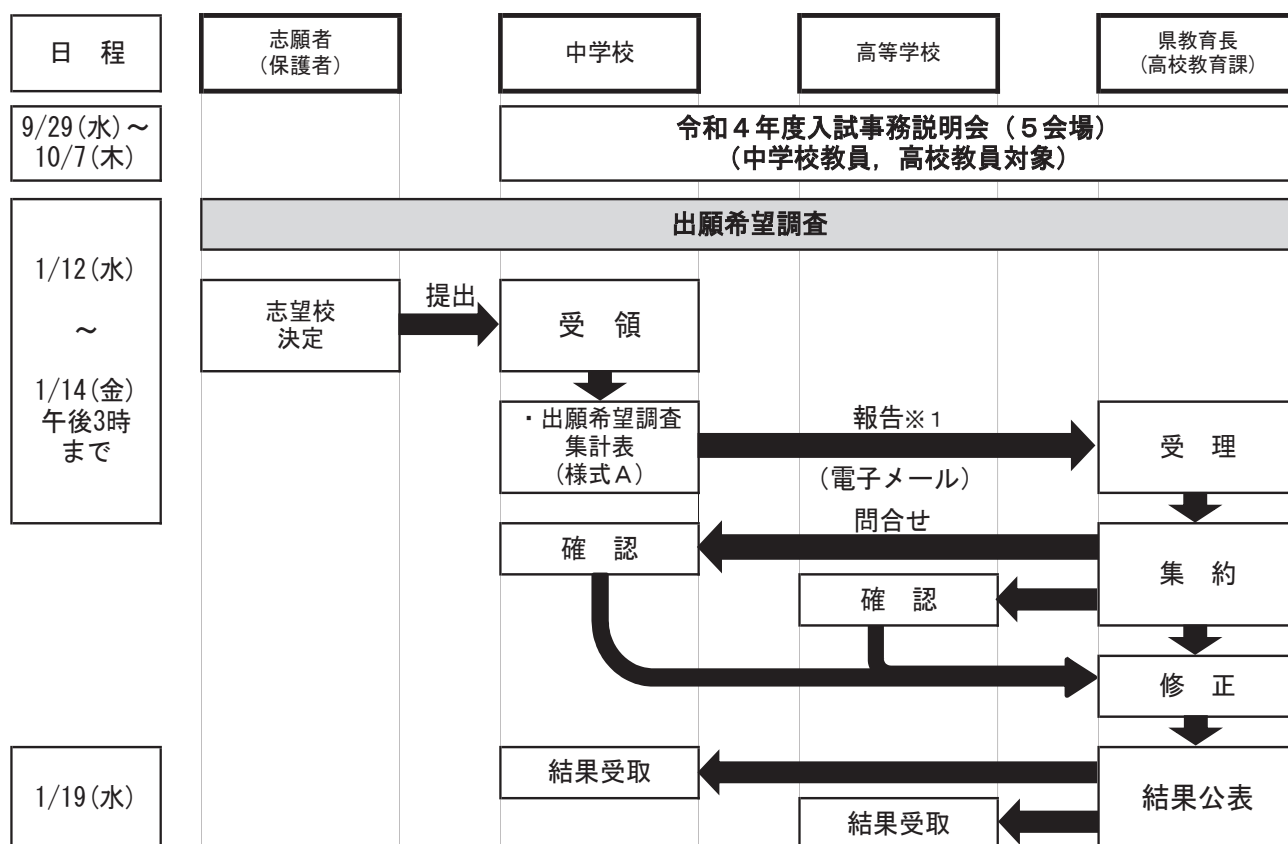 日 程
志願者
(保護者)
中学校
高等学校
県教育長
(高校教育課)
9/29(水)～
10/7(木)
令和４年度入試事務説明会（５会場）
（中学校教員，高校教員対象）
出願希望調査
1/12(水)
～
1/14(金)
午後3時
まで
志望校
決定
提出
受 領
・出願希望調査
集計表
(様式Ａ)
報告※１
(電子メール)
受 理
問合せ
確 認
集 約
確 認
修 正
1/19(水)
結果受取
結果公表
結果受取